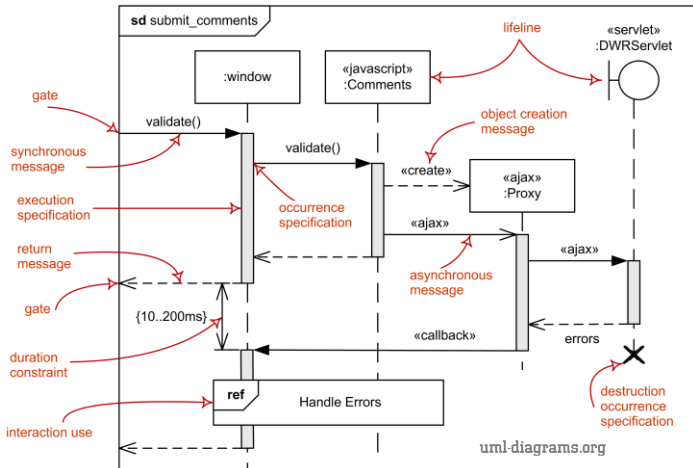 sd submit_comments
«servlet»
:DWRServlet
lifeline
:window
«javascript»
:Comments
gate
validate()
object creation
message
synchronous
message
validate()
«create»
«ajax»
:Proxy
execution
specification
occurrence
specification
«ajax»
«ajax»
return
message
asynchronous
message
gate
{10..200ms}
«callback»
errors
duration
constraint
ref
Handle Errors
destruction
occurrence
specification
interaction use
uml-diagrams.org